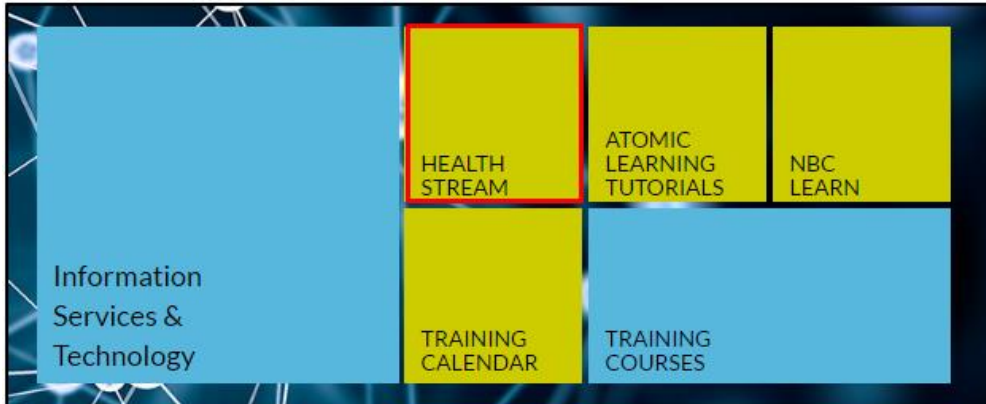 Information
Services &
Technology
HEALTH
STREAM
ATOMIC
LEARNING
TUTORIALS
NBC
LEARN
TRAINING
CALENDAR
TRAINING
COURSES